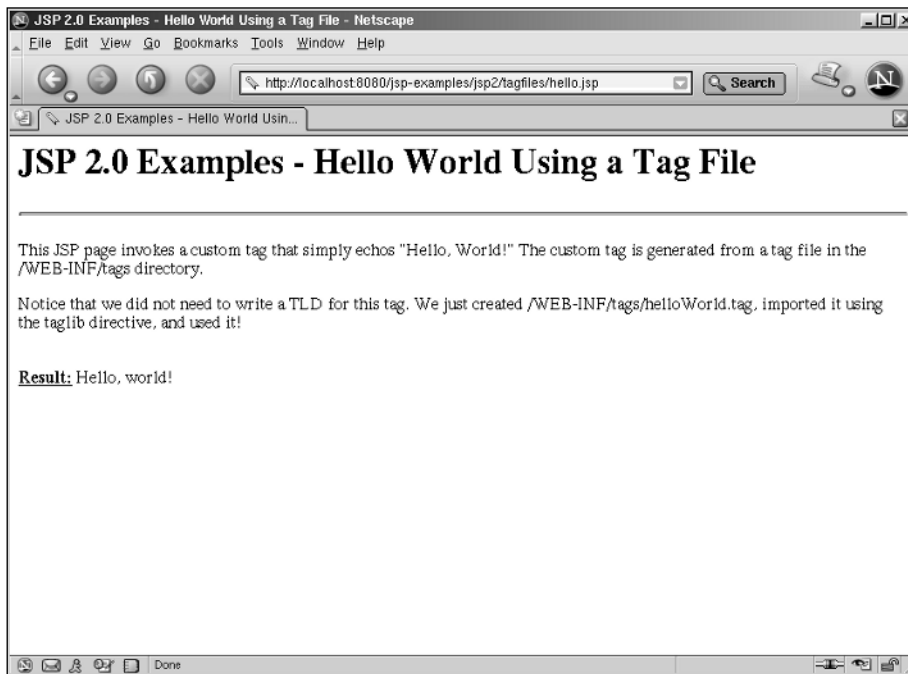 JSP 2.0 Examples - Hello World Using a Tag File - Netscape
File Edit View Go Bookmarks Tools Window Help
http://localhost:8080/jsp-examples/jsp2/tagfiles/hello.jsp
Search
N
JSP 2.0 Examples - Hello World Usin...
JSP 2.0 Examples - Hello World Using a Tag File
This JSP page invokes a custom tag that simply echos "Hello, World!" The custom tag is generated from a tag file in the
/WEB-INF/tags directory.
Notice that we did not need to write a TLD for this tag. We just created /WEB-INF/tags/helloWorld.tag, imported it using
the taglib directive, and used it!
Result: Hello, world!
Done